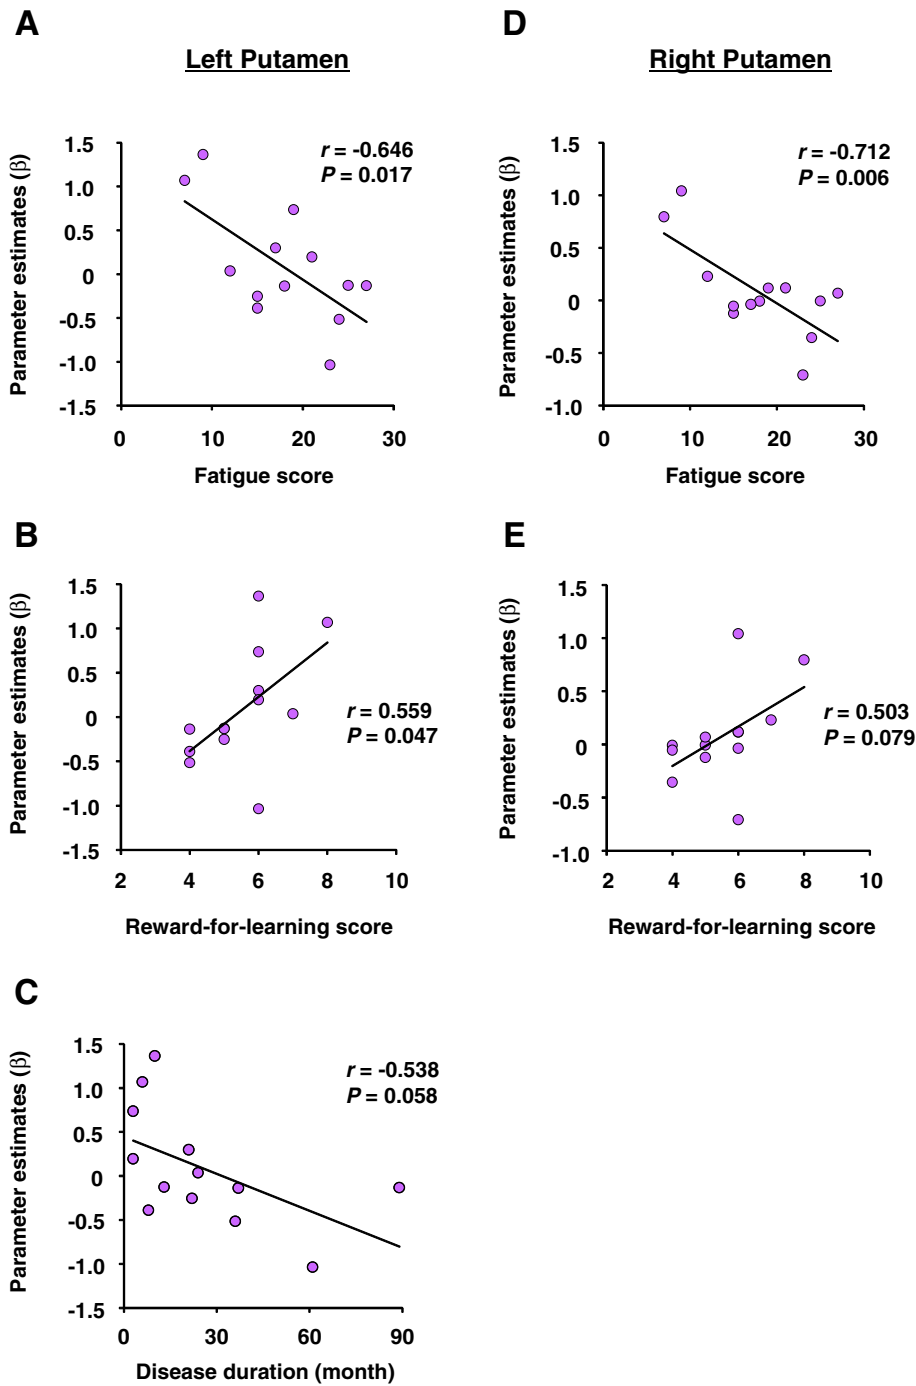 A
Left Putamen
Parameter estimates (β)
1.5
1.0
0.5
0
-0.5
-1.0
-1.5
r = -0.646
P = 0.017
0 10 20 30
Fatigue score
D
Right Putamen
Parameter estimates (β)
1.5
1.0
0.5
0
-0.5
-1.0
r = -0.712
P = 0.006
0 10 20 30
Fatigue score
B
Parameter estimates (β)
1.5
1.0
0.5
0
-0.5
-1.0
-1.5
r = 0.559
P = 0.047
2 4 6 8 10
Reward-for-learning score
E
Parameter estimates (β)
1.5
1.0
0.5
0
-0.5
-1.0
r = 0.503
P = 0.079
2 4 6 8 10
Reward-for-learning score
C
Parameter estimates (β)
1.5
1.0
0.5
0
-0.5
-1.0
-1.5
r = -0.538
P = 0.058
0 30 60 90
Disease duration (month)